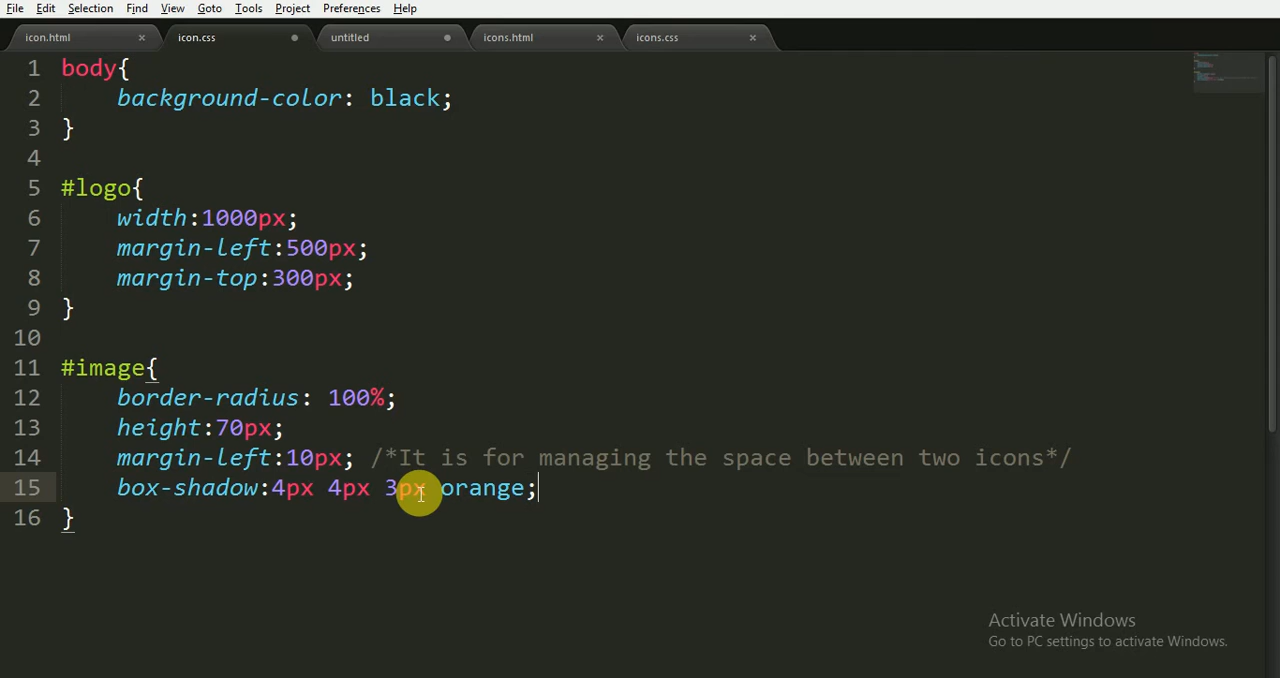 File Edit Selection Find View Goto Tools Project Preferences Help
icon.html × icon.css untitled icons.html × icons.css ×
1 body{
2 background-color: black;
3 }
4
5 #logo{
6 width:1000px;
7 margin-left:500px;
8 margin-top:300px;
9 }
10
11 #image{
12 border-radius: 100%;
13 height:70px;
14 margin-left:10px; /*It is for managing the space between two icons*/
15 box-shadow:4px 4px 3px orange;
16 }
Activate Windows
Go to PC settings to activate Windows.